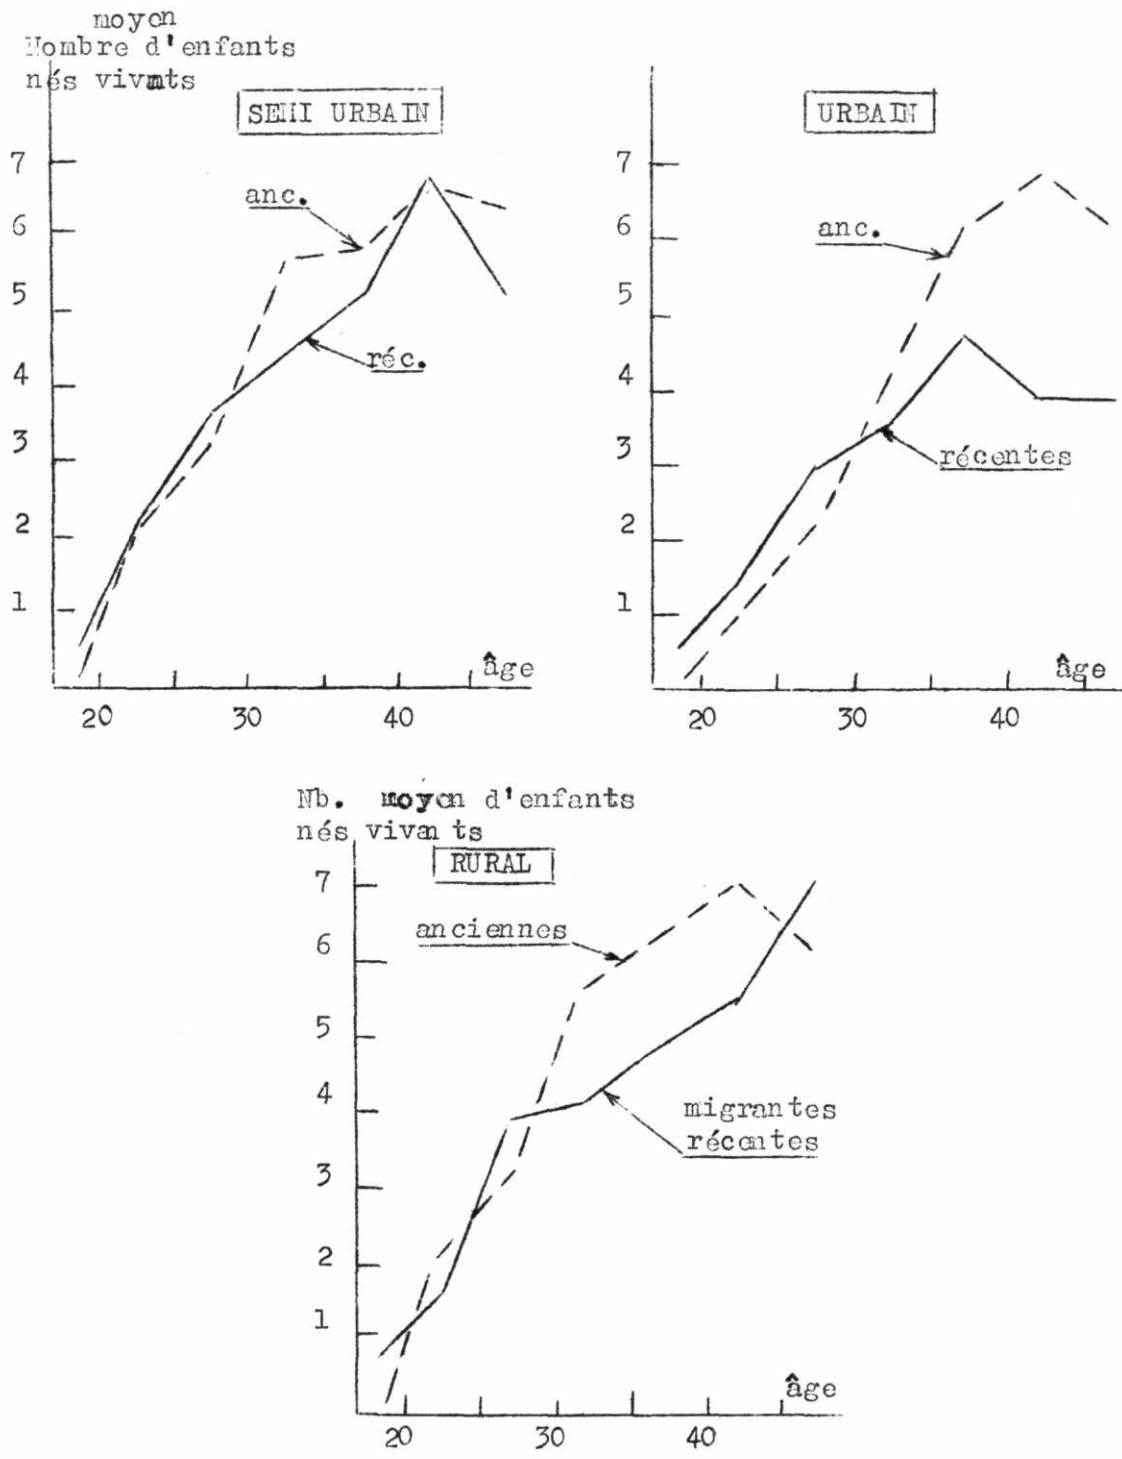 moyen
Nombre d'enfants
nés vivants
SEMI URBAIN
URBAIN
7
anc.
6
5
4
réc.
3
2
1
âge
20 30 40
7
anc.
6
5
4
récentes
3
2
1
âge
20 30 40
Nb. moyen d'enfants
nés vivants
RURAL
7
anciennes
6
5
4
migrantes
récentes
3
2
1
âge
20 30 40